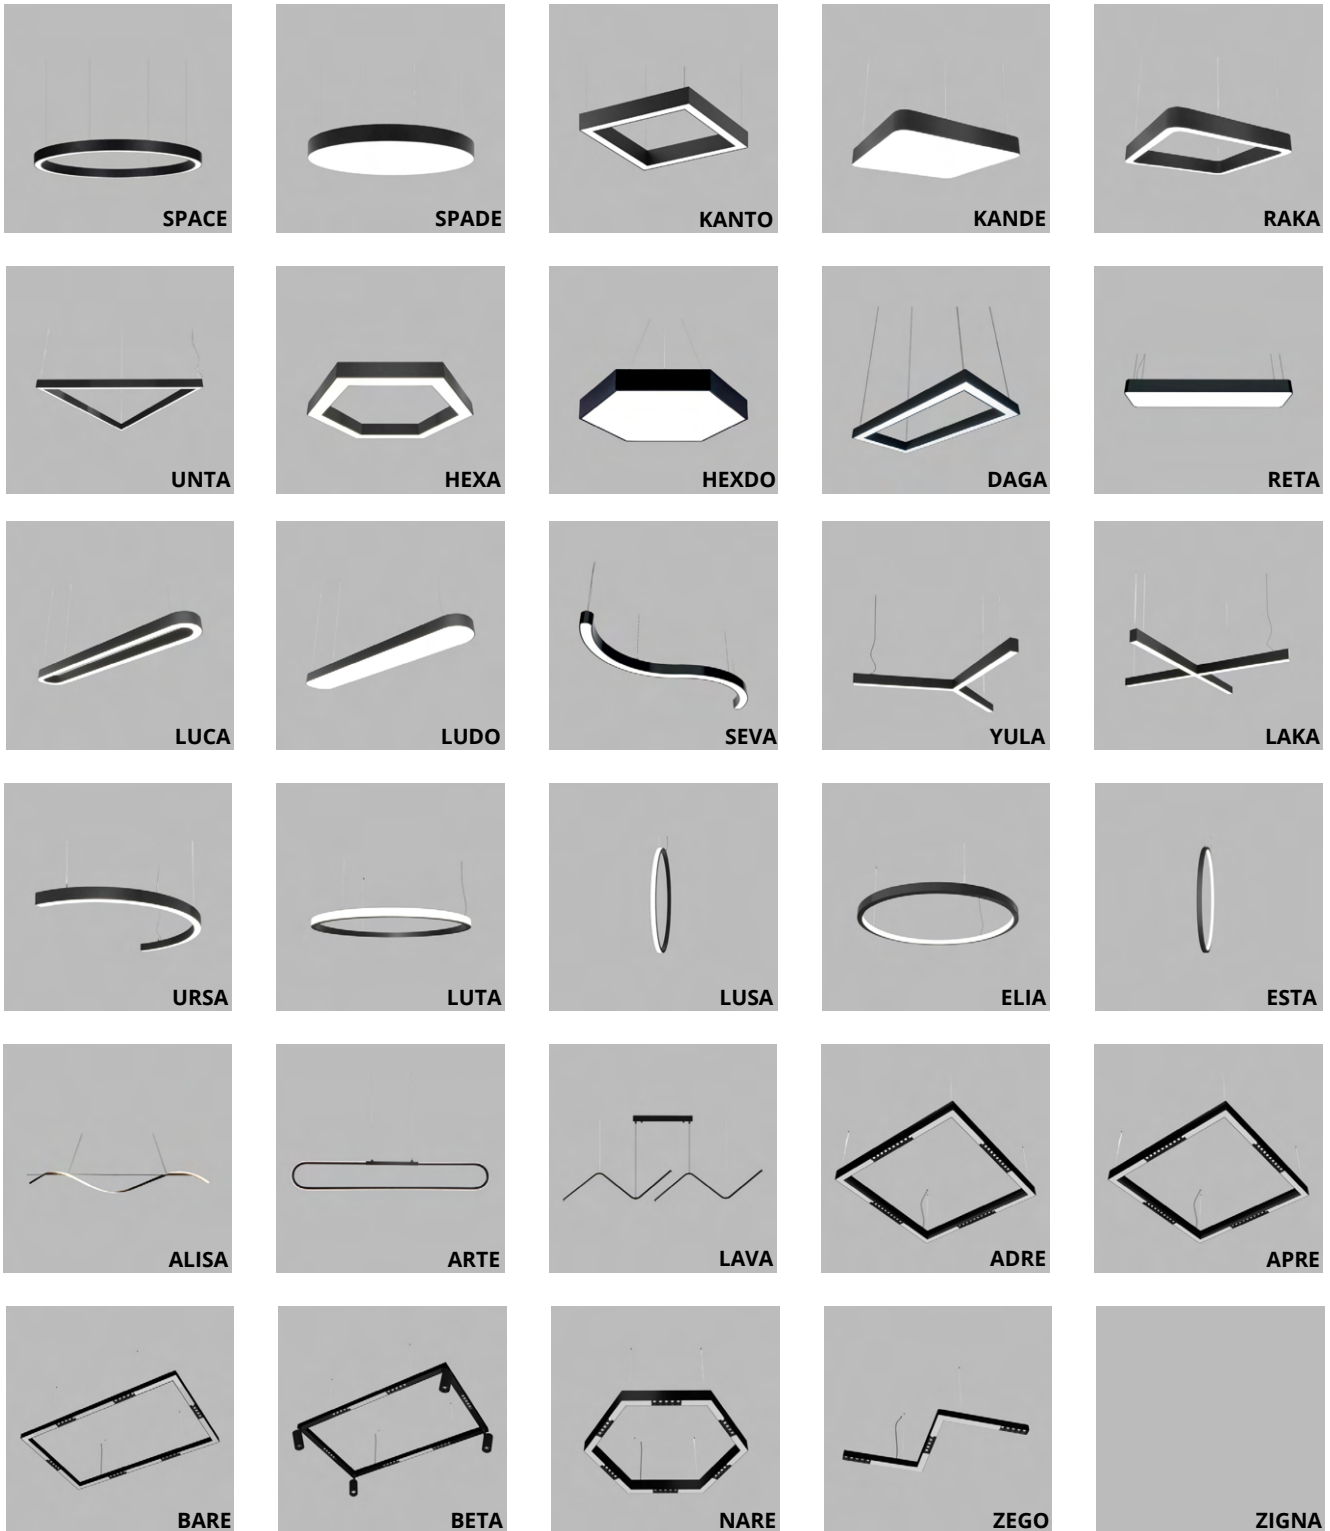 SPACE
SPADE
KANTO
KANDE
RAKA
UNTA
HEXA
HEXDO
DAGA
RETA
LUCA
LUDO
SEVA
YULA
LAKA
URSA
LUTA
LUSA
ELIA
ESTA
ALISA
ARTE
LAVA
ADRE
APRE
BARE
BETA
NARE
ZEGO
ZIGNA